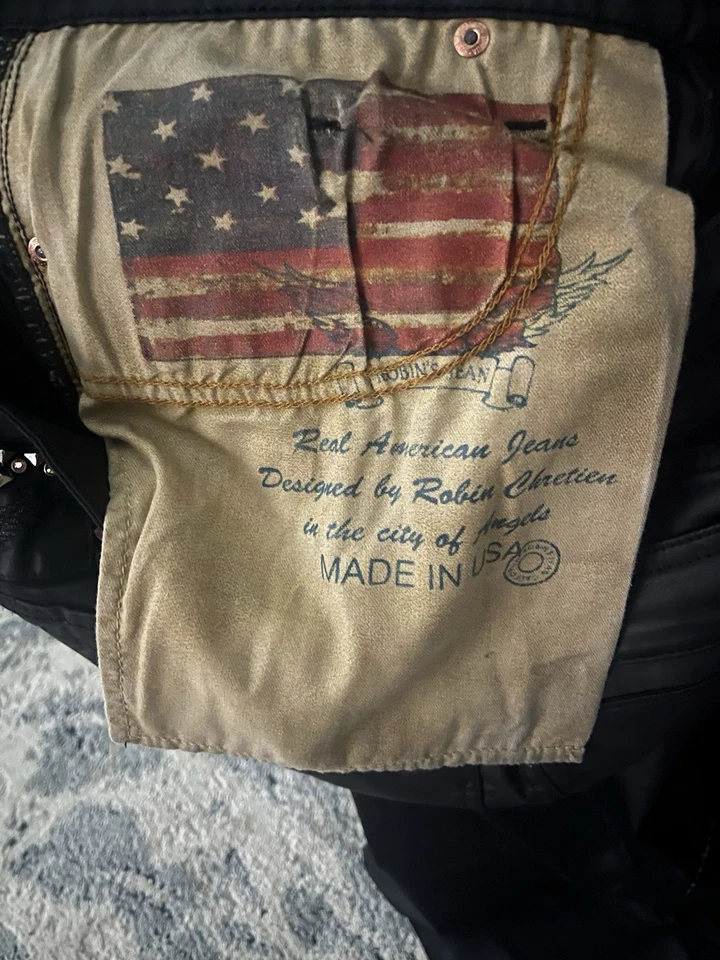 ROBIN'S JEAN
Real American Jeans
Designed by Robin Chretien
in the city of Angels
MADE IN USA